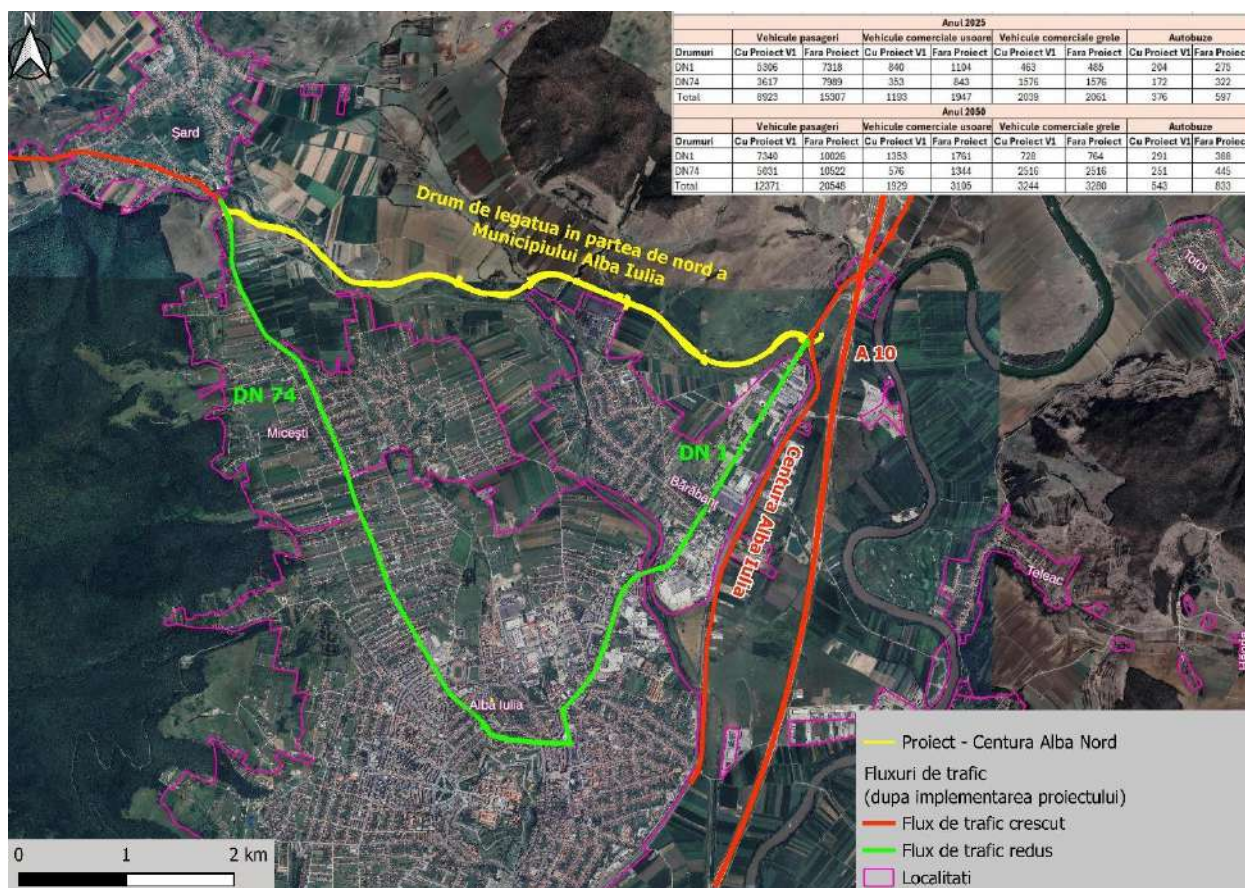 N
Anul 2025
Vehicule pasageri Vehicule comerciale usoare Vehicule comerciale grele Autobuze
Drumuri Cu Proiect V1 Fara Proiect Cu Proiect V1 Fara Proiect Cu Proiect V1 Fara Proiect Cu Proiect V1 Fara Proiect
DN1 5306 7318 840 1104 463 485 204 275
DN74 3617 7989 353 843 1576 1576 172 322
Total 8923 15307 1193 1947 2039 2061 376 597
Anul 2050
Vehicule pasageri Vehicule comerciale usoare Vehicule comerciale grele Autobuze
Drumuri Cu Proiect V1 Fara Proiect Cu Proiect V1 Fara Proiect Cu Proiect V1 Fara Proiect Cu Proiect V1 Fara Proiect
DN1 7340 10026 1353 1761 728 764 291 388
DN74 5031 10522 576 1344 2516 2516 251 445
Total 12371 20548 1929 3105 3244 3280 543 833
Șard
Drum de legatua in partea de nord a
Municipiului Alba Iulia
Totoi
A 10
DN 74
Micești
DN 1
Bărăbanț
Centura Alba Iulia
Teleac
Alba Iulia
Proiect - Centura Alba Nord
Fluxuri de trafic
(dupa implementarea proiectului)
Flux de trafic crescut
Flux de trafic redus
Localitati
0 1 2 km